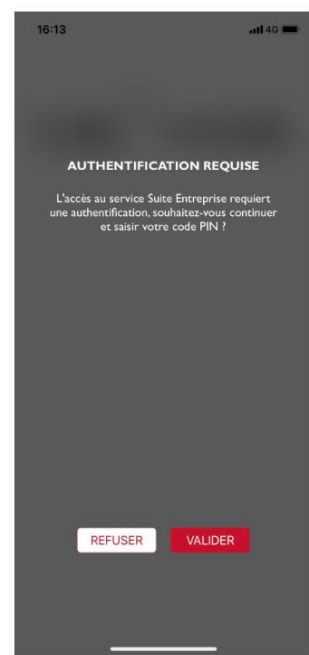 16:13
4G
AUTHENTIFICATION REQUISE
L'accès au service Suite Entreprise requiert
une authentification, souhaitez-vous continuer
et saisir votre code PIN ?
REFUSER
VALIDER